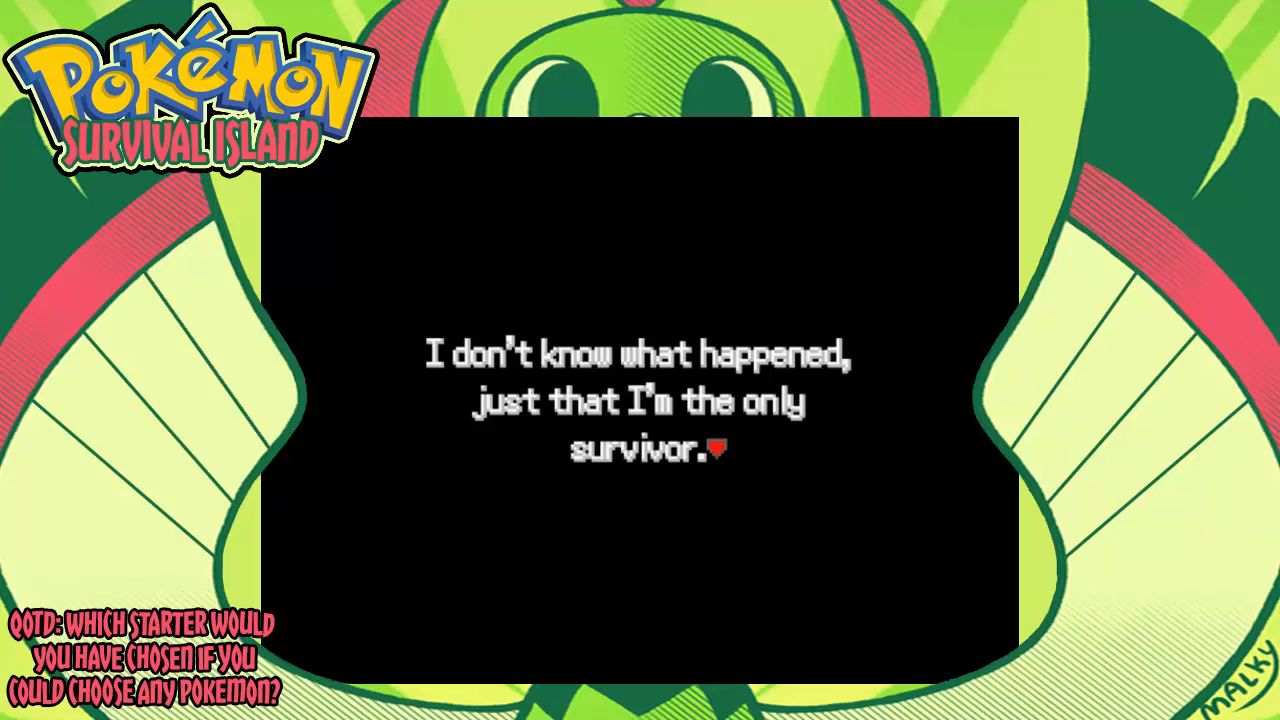 POKÉMON
SURVIVAL ISLAND
I don't know what happened,
just that I'm the only
survivor.
QOTD: WHICH STARTER WOULD
YOU HAVE CHOSEN IF YOU
COULD CHOOSE ANY POKEMON?
MALKY